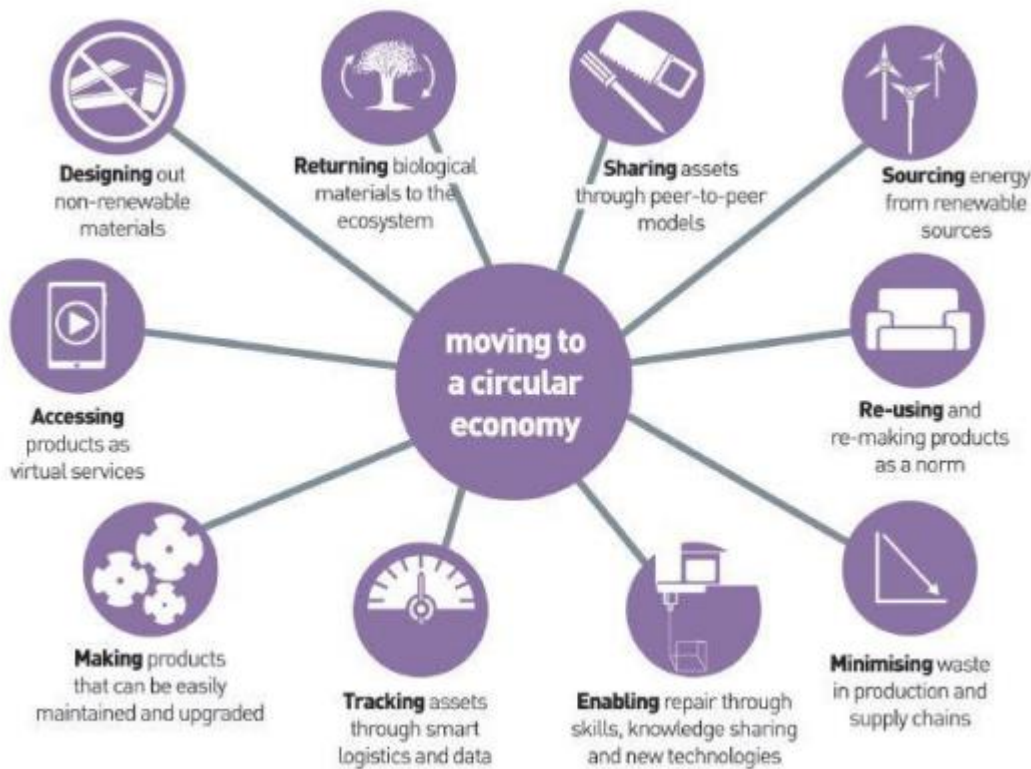 Designing out
non-renewable
materials
Returning biological
materials to the
ecosystem
Sharing assets
through peer-to-peer
models
Sourcing energy
from renewable
sources
Accessing
products as
virtual services
moving to
a circular
economy
Re-using and
re-making products
as a norm
Making products
that can be easily
maintained and upgraded
Tracking assets
through smart
logistics and data
Enabling repair through
skills, knowledge sharing
and new technologies
Minimising waste
in production and
supply chains